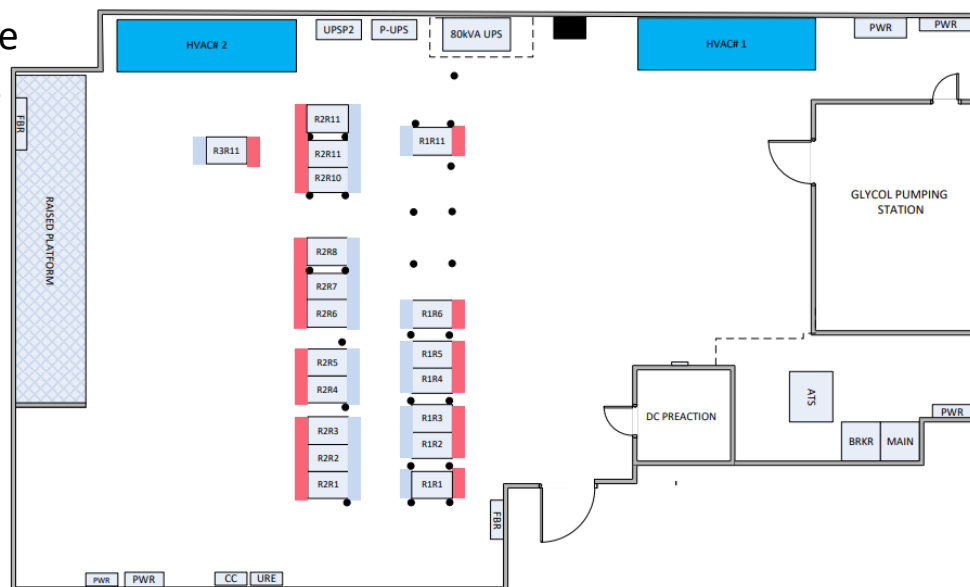 e
UPSP2
P-UPS
80kVA UPS
PWR
PWR
HVAC# 2
HVAC# 1
FBR
R2R11
R1R11
R3R11
R2R11
R2R10
GLYCOL PUMPING
STATION
RAISED PLATFORM
R2R8
R2R7
R2R6
R1R6
R2R5
R1R5
R2R4
R1R4
ATS
R2R3
R1R3
DC PREACTION
PWR
R2R2
R1R2
BRKR
MAIN
R2R1
R1R1
FBR
PWR
PWR
CC
URE